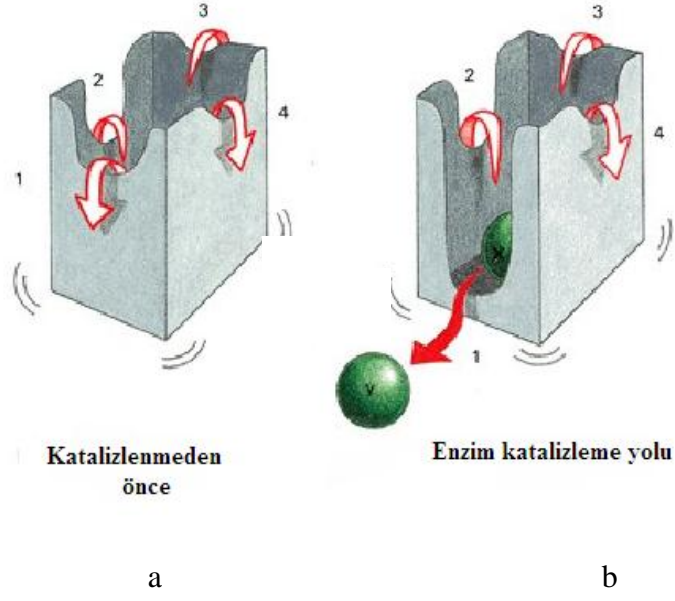 3
2
4
1
Katalizlenmeden
önce
a
3
2
4
X
1
Y
Enzim katalizleme yolu
b